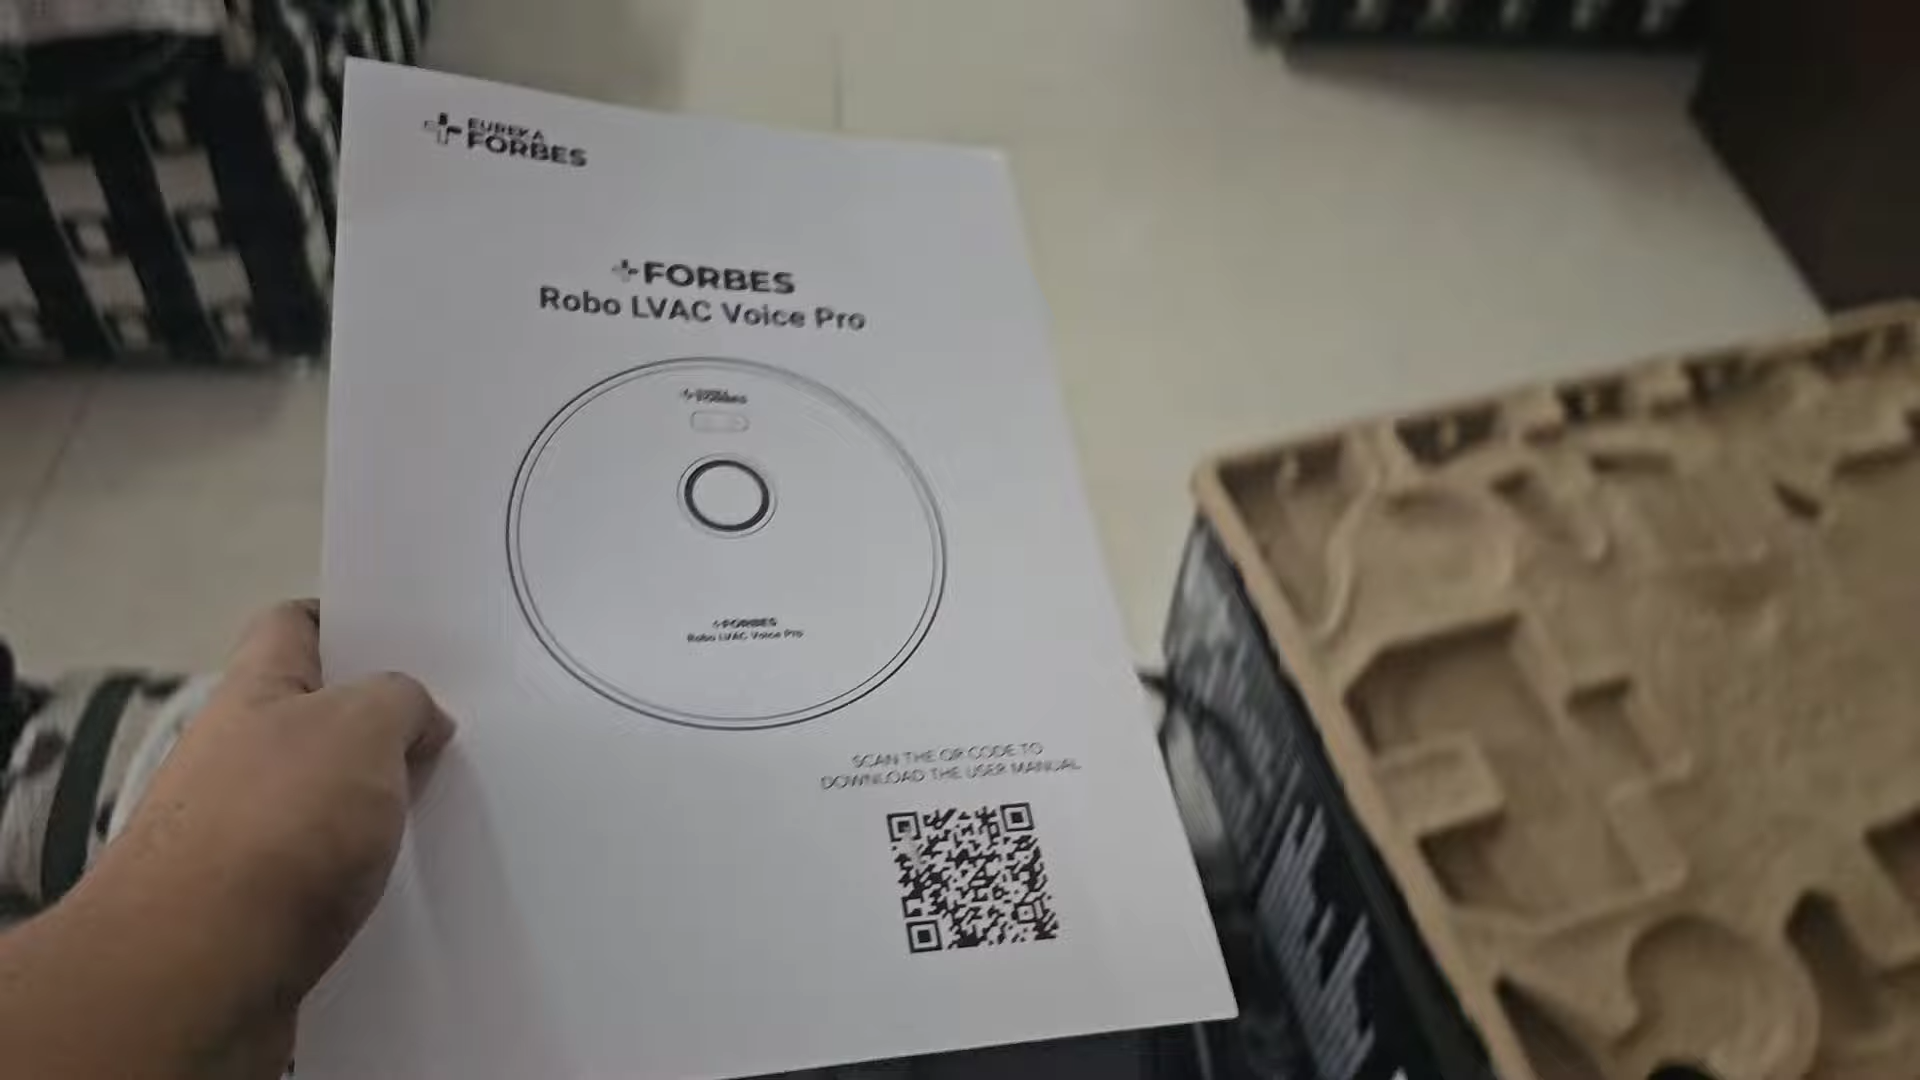 EUREKA
FORBES
FORBES
Robo LVAC Voice Pro
FORBES
Robo LVAC Voice Pro
SCAN THE QR CODE TO
DOWNLOAD THE USER MANUAL